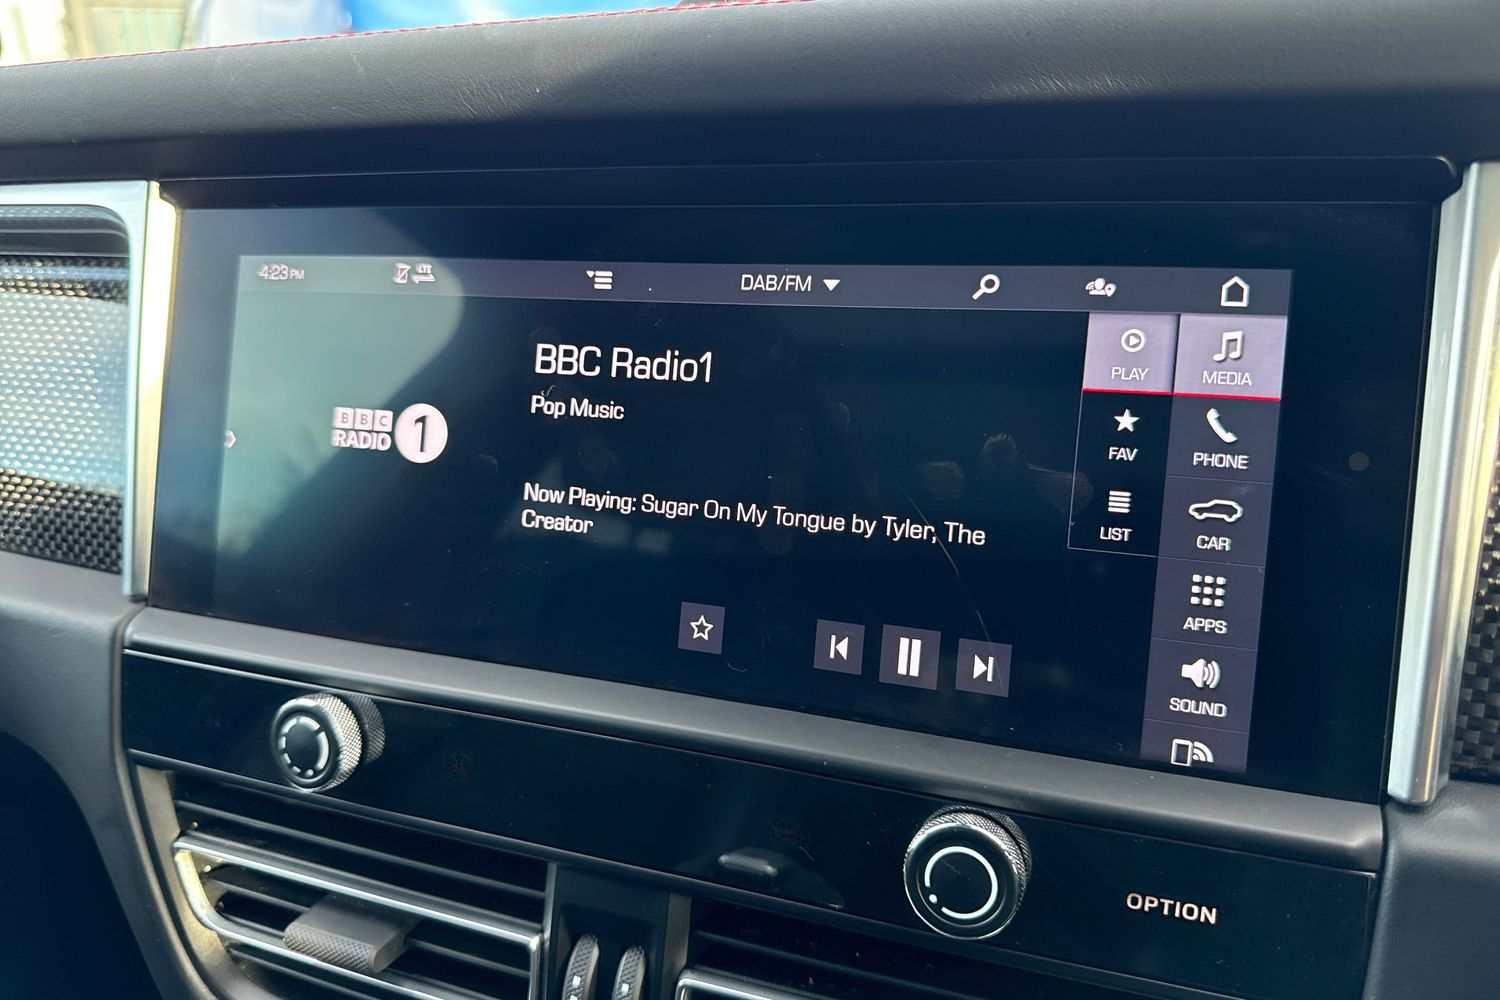 4:23 PM
LTE
DAB/FM
BBC Radio1
Pop Music
BBC
RADIO 1
Now Playing: Sugar On My Tongue by Tyler, The
Creator
PLAY
MEDIA
FAV
PHONE
LIST
CAR
APPS
SOUND
OPTION